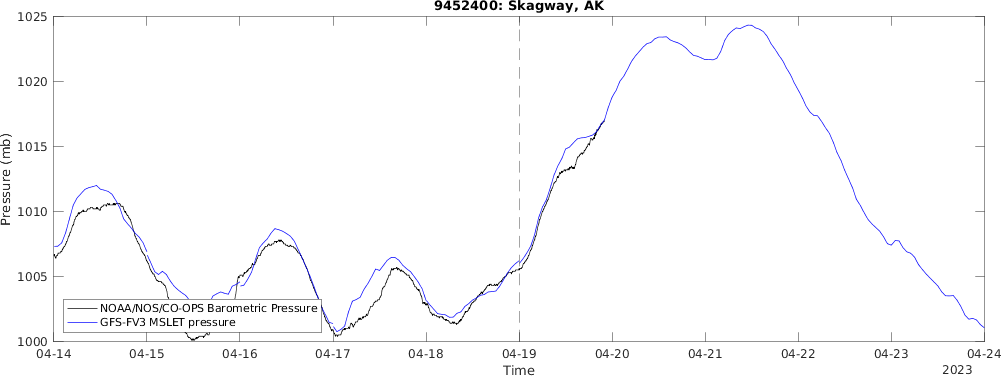 9452400: Skagway, AK
1025
1020
1015
1010
1005
1000
Pressure (mb)
NOAA/NOS/CO-OPS Barometric Pressure
GFS-FV3 MSLET pressure
04-14 04-15 04-16 04-17 04-18 04-19 04-20 04-21 04-22 04-23 04-24
Time
2023